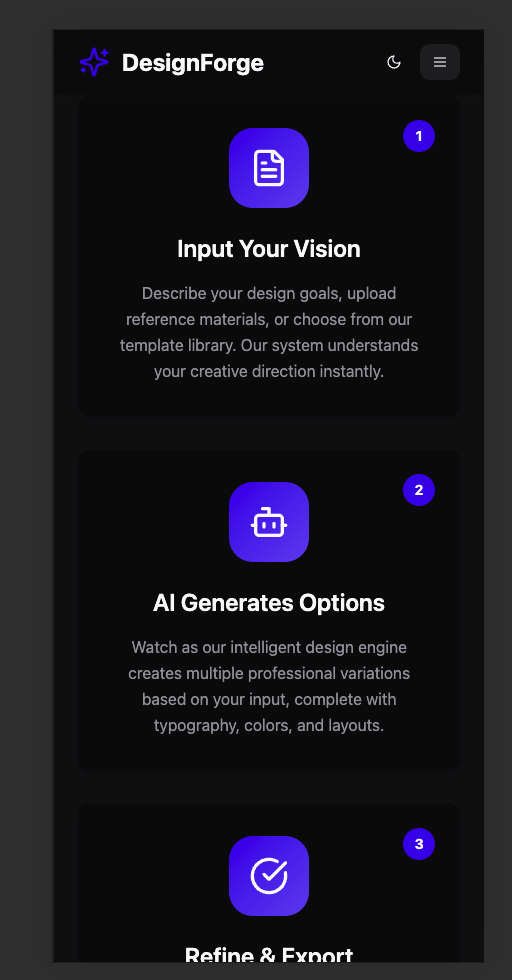 DesignForge
1
Input Your Vision
Describe your design goals, upload
reference materials, or choose from our
template library. Our system understands
your creative direction instantly.
2
AI Generates Options
Watch as our intelligent design engine
creates multiple professional variations
based on your input, complete with
typography, colors, and layouts.
3
Refine & Export